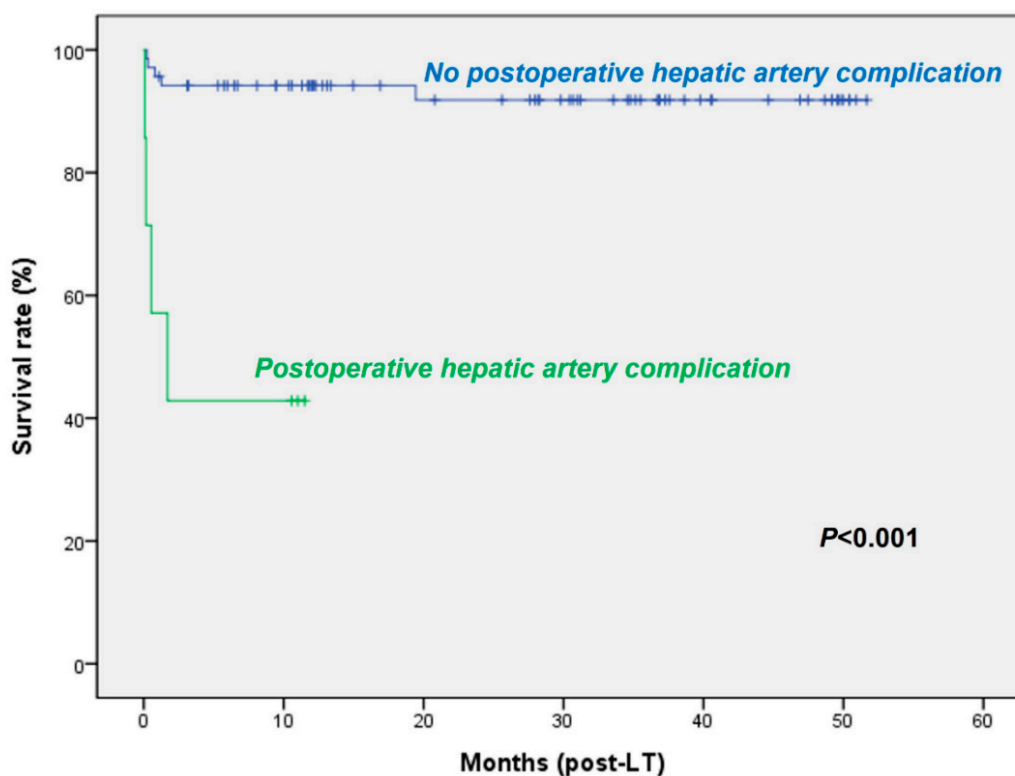 100
No postoperative hepatic artery complication
80
60
Postoperative hepatic artery complication
40
P<0.001
20
0
Survival rate (%)
0 10 20 30 40 50 60
Months (post-LT)